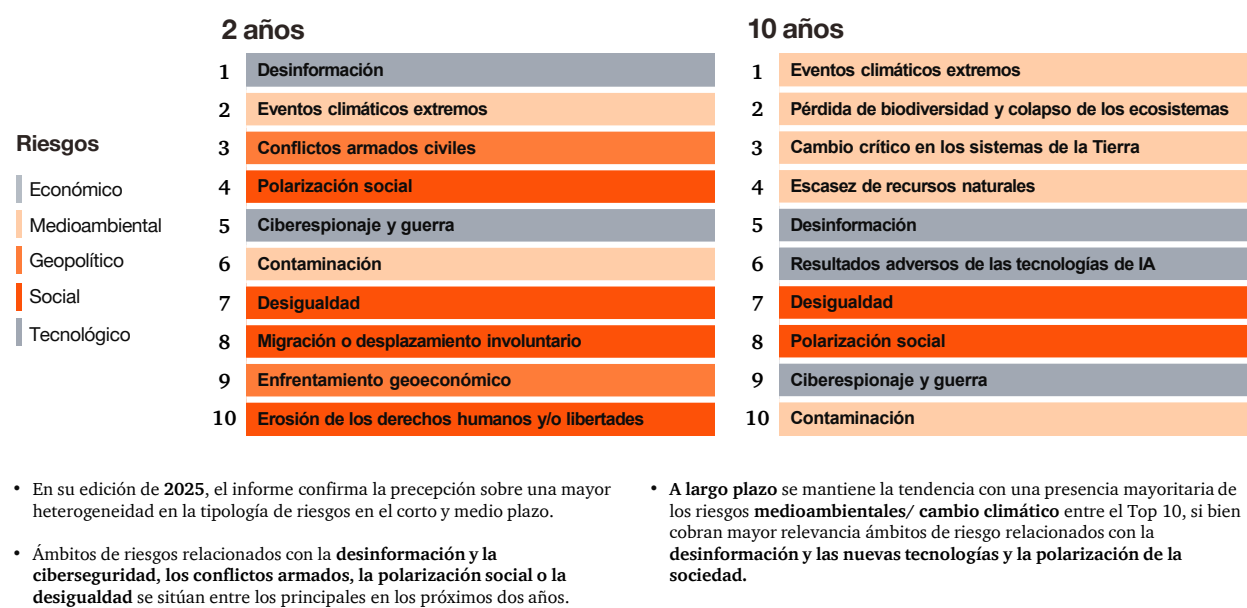 2 años
1 Desinformación
2 Eventos climáticos extremos
3 Conflictos armados civiles
4 Polarización social
5 Ciberespionaje y guerra
6 Contaminación
7 Desigualdad
8 Migración o desplazamiento involuntario
9 Enfrentamiento geoeconómico
10 Erosión de los derechos humanos y/o libertades
10 años
1 Eventos climáticos extremos
2 Pérdida de biodiversidad y colapso de los ecosistemas
3 Cambio crítico en los sistemas de la Tierra
4 Escasez de recursos naturales
5 Desinformación
6 Resultados adversos de las tecnologías de IA
7 Desigualdad
8 Polarización social
9 Ciberespionaje y guerra
10 Contaminación
Riesgos
Económico
Medioambiental
Geopolítico
Social
Tecnológico
• En su edición de 2025, el informe confirma la precepción sobre una mayor
heterogeneidad en la tipología de riesgos en el corto y medio plazo.
• Ámbitos de riesgos relacionados con la desinformación y la
ciberseguridad, los conflictos armados, la polarización social o la
desigualdad se sitúan entre los principales en los próximos dos años.
• A largo plazo se mantiene la tendencia con una presencia mayoritaria de
los riesgos medioambientales/ cambio climático entre el Top 10, si bien
cobran mayor relevancia ámbitos de riesgo relacionados con la
desinformación y las nuevas tecnologías y la polarización de la
sociedad.